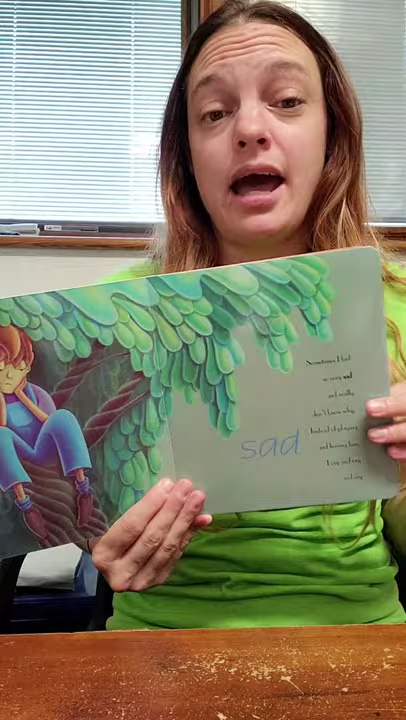 Sometimes I feel
so very sad
and really
don't know why.
Instead of playing
and having fun,
I cry and cry
and cry.
sad